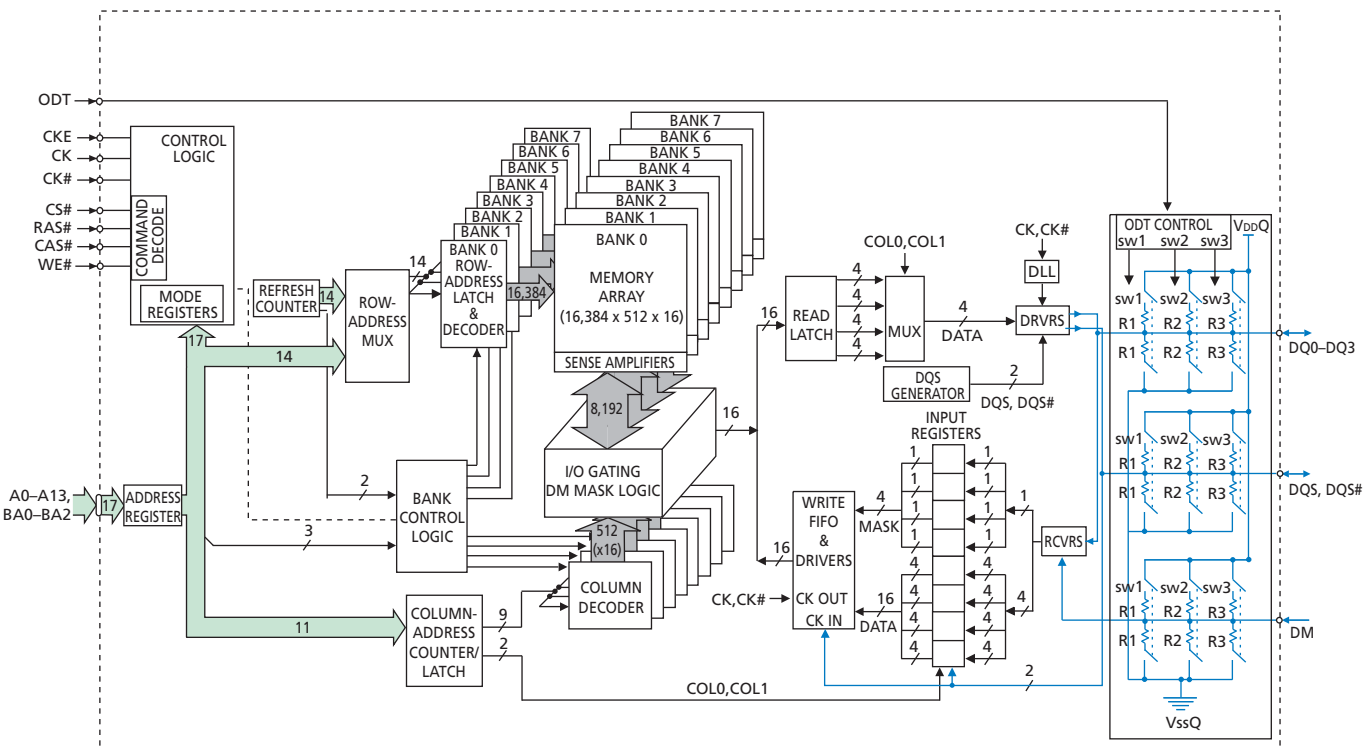 ODT
CKE
CK
CK#
CS#
RAS#
CAS#
WE#
CONTROL
LOGIC
COMMAND
DECODE
MODE
REGISTERS
17
REFRESH
COUNTER
14
14
ROW-
ADDRESS
MUX
14
BANK 7
BANK 6
BANK 5
BANK 4
BANK 3
BANK 2
BANK 1
BANK 0
ROW-
ADDRESS
LATCH
&
DECODER
16,384
BANK 7
BANK 6
BANK 5
BANK 4
BANK 3
BANK 2
BANK 1
BANK 0
MEMORY
ARRAY
(16,384 x 512 x 16)
SENSE AMPLIFIERS
8,192
16
I/O GATING
DM MASK LOGIC
512
(x16)
COLUMN
DECODER
A0–A13,
BA0–BA2
17
ADDRESS
REGISTER
2
3
BANK
CONTROL
LOGIC
11
COLUMN-
ADDRESS
COUNTER/
LATCH
9
2
COL0,COL1
16
READ
LATCH
4
4
4
4
COL0,COL1
MUX
4
DATA
CK,CK#
DLL
DRVRS
DQS
GENERATOR
2
DQS, DQS#
INPUT
REGISTERS
1
1
1
1
4
4
4
4
1
1
1
1
4
4
4
4
1
4
RCVRS
16
WRITE
FIFO
&
DRIVERS
CK OUT
CK IN
CK,CK#
4
MASK
16
DATA
2
ODT CONTROL
VDDQ
sw1 sw2 sw3
sw1 sw2 sw3
R1 R2 R3
R1 R2 R3
DQ0–DQ3
sw1 sw2 sw3
R1 R2 R3
R1 R2 R3
DQS, DQS#
sw1 sw2 sw3
R1 R2 R3
R1 R2 R3
DM
VssQ